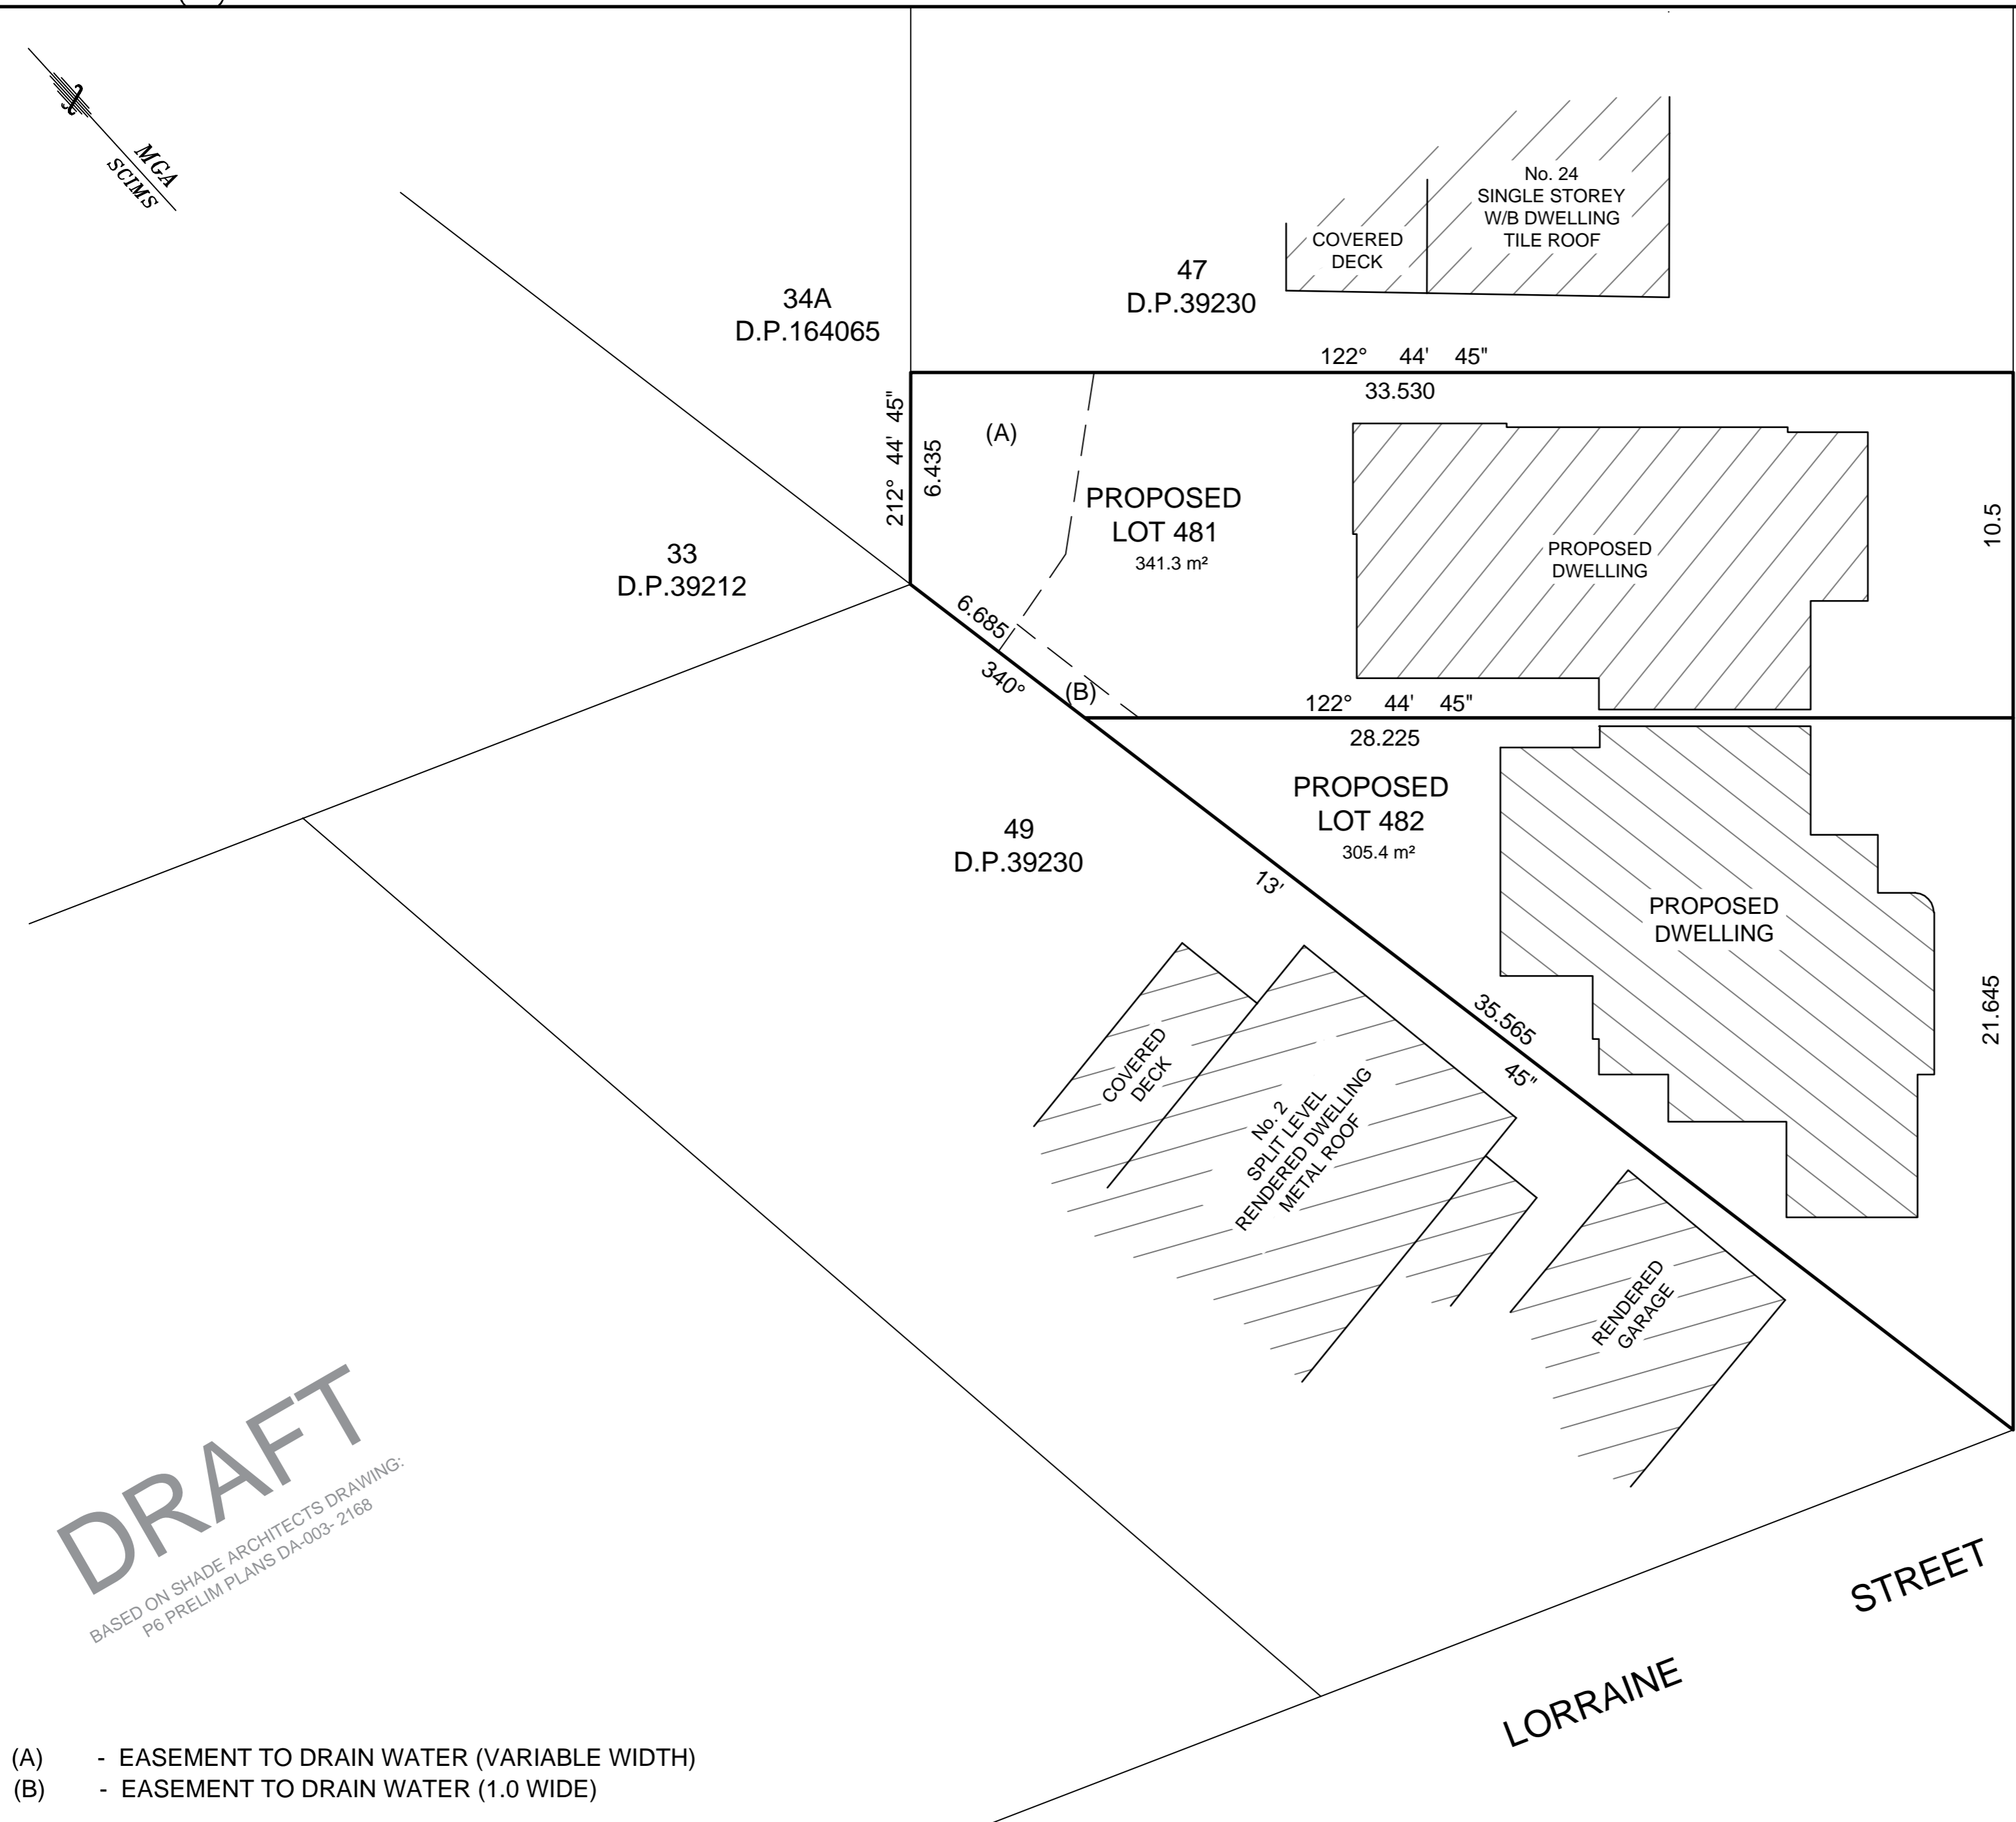 MGA
SCIMS
No. 24
SINGLE STOREY
W/B DWELLING
TILE ROOF
COVERED
DECK
47
D.P.39230
34A
D.P.164065
122° 44' 45"
33.530
212° 44' 45"
6.435
(A)
PROPOSED
LOT 481
341.3 m²
PROPOSED
DWELLING
10.5
33
D.P.39212
6.685
340°
(B)
122° 44' 45"
28.225
PROPOSED
LOT 482
305.4 m²
49
D.P.39230
13'
PROPOSED
DWELLING
35.565
45"
21.645
COVERED
DECK
No. 2
SPLIT LEVEL
RENDERED DWELLING
METAL ROOF
RENDERED
GARAGE
DRAFT
BASED ON SHADE ARCHITECTS DRAWING:
P6 PRELIM PLANS DA-003- 2168
LORRAINE STREET
(A) - EASEMENT TO DRAIN WATER (VARIABLE WIDTH)
(B) - EASEMENT TO DRAIN WATER (1.0 WIDE)